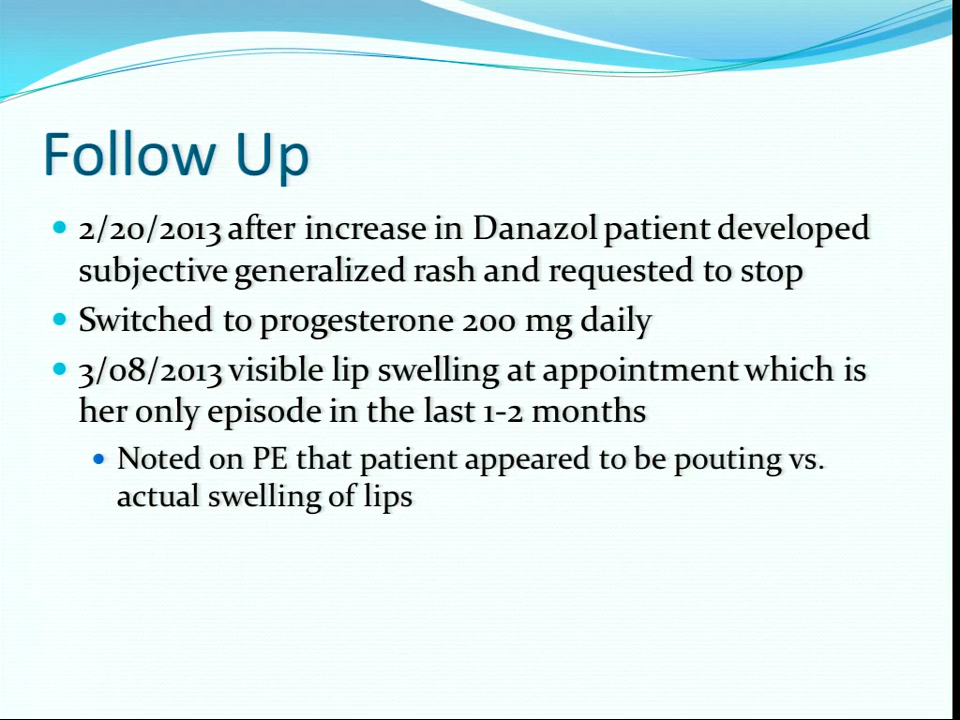 Follow Up
2/20/2013 after increase in Danazol patient developed
subjective generalized rash and requested to stop
Switched to progesterone 200 mg daily
3/08/2013 visible lip swelling at appointment which is
her only episode in the last 1-2 months
Noted on PE that patient appeared to be pouting vs.
actual swelling of lips